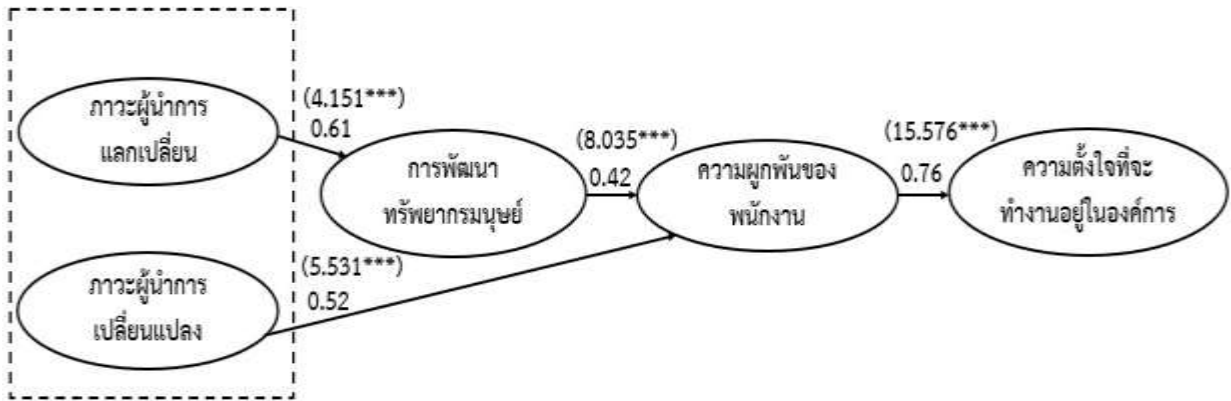 ภาวะผู้นำการ
แลกเปลี่ยน
(4.151***)
0.61
การพัฒนา
ทรัพยากรมนุษย์
(8.035***)
0.42
ความผูกพันของ
พนักงาน
(15.576***)
0.76
ความตั้งใจที่จะ
ทำงานอยู่ในองค์การ
ภาวะผู้นำการ
เปลี่ยนแปลง
(5.531***)
0.52